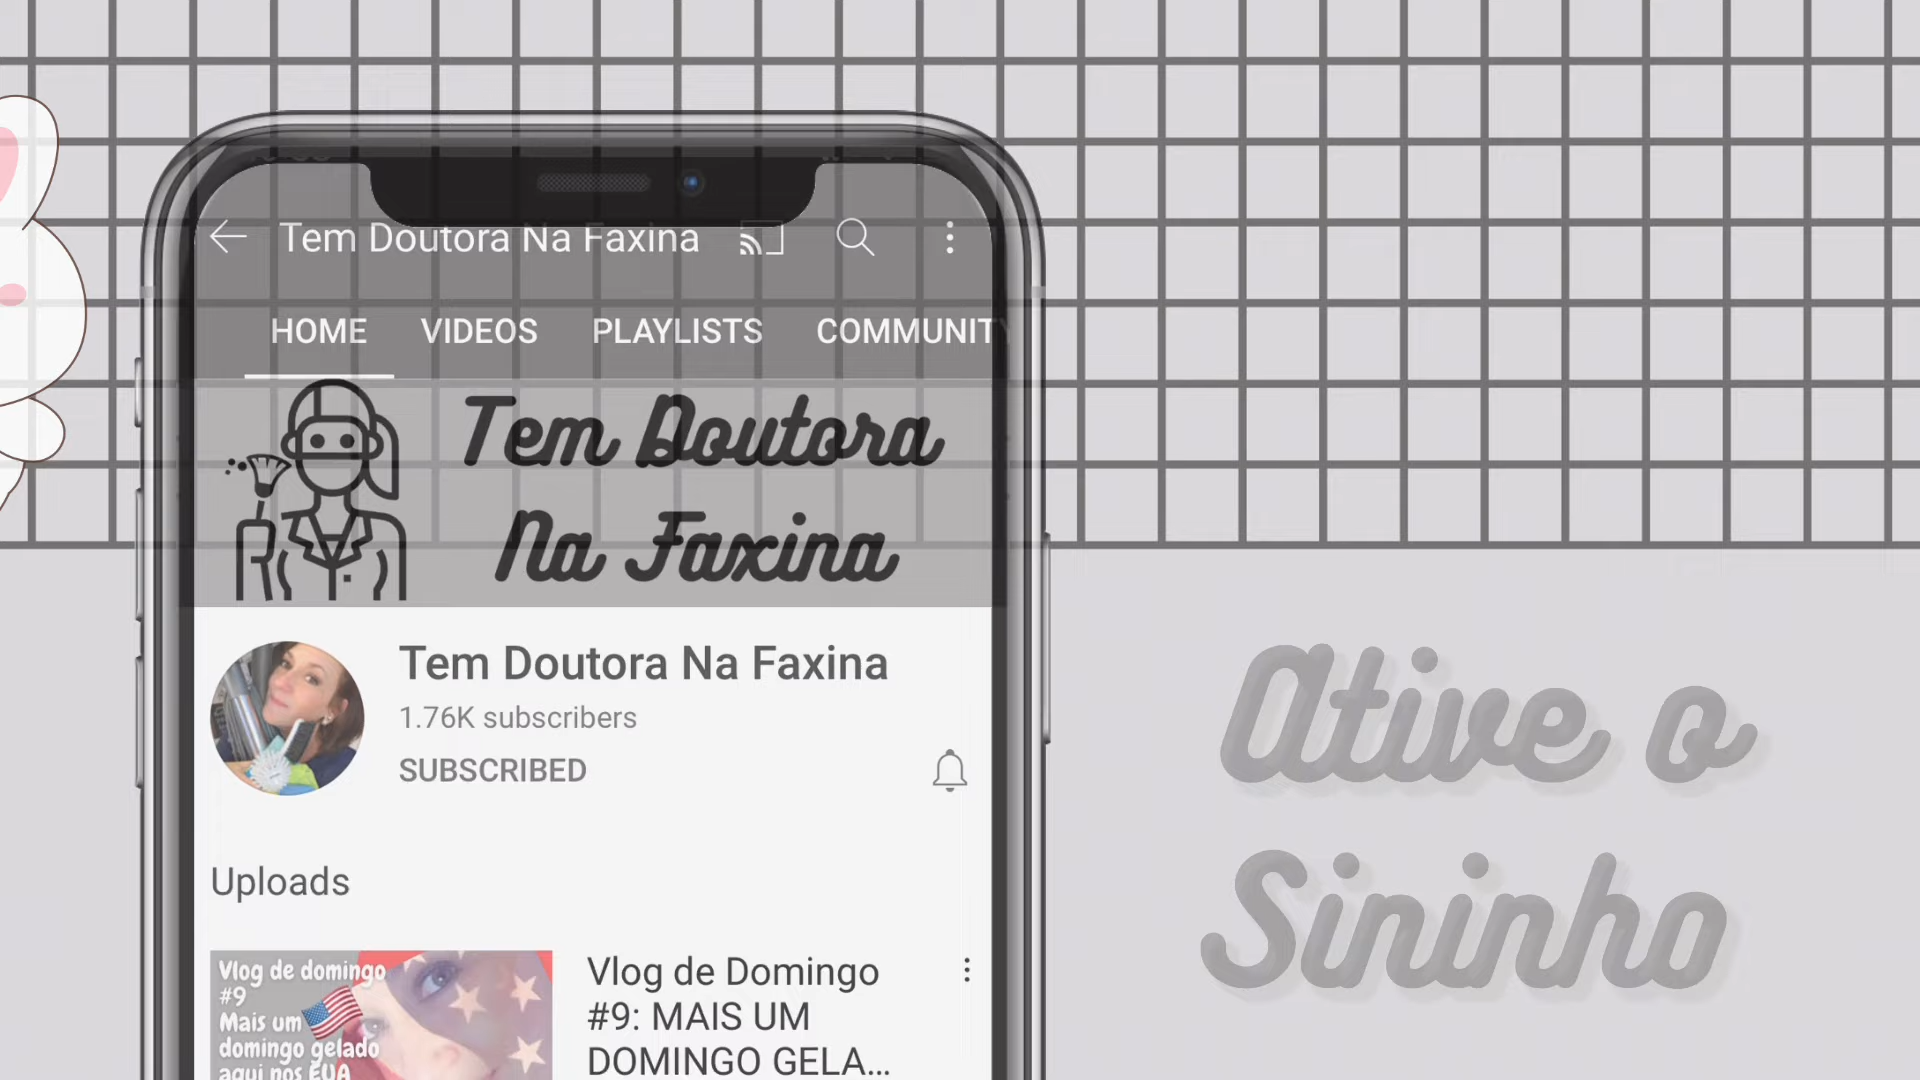 Tem Doutora Na Faxina
HOME VIDEOS PLAYLISTS COMMUNIT
Tem Doutora
Na Faxina
Tem Doutora Na Faxina
1.76K subscribers
SUBSCRIBED
Uploads
Vlog de domingo
#9
Mais um
domingo gelado
aqui nos EUA
Vlog de Domingo
#9: MAIS UM
DOMINGO GELA...
Ative o
Sininho